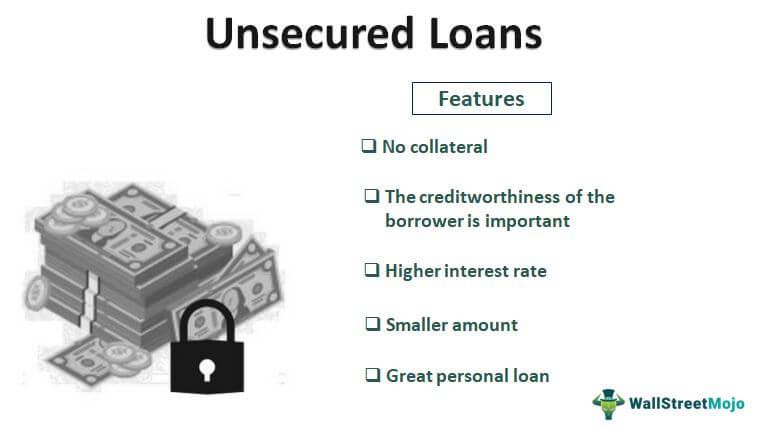 Unsecured Loans
Features
No collateral
The creditworthiness of the
borrower is important
Higher interest rate
Smaller amount
Great personal loan
WallStreetMojo